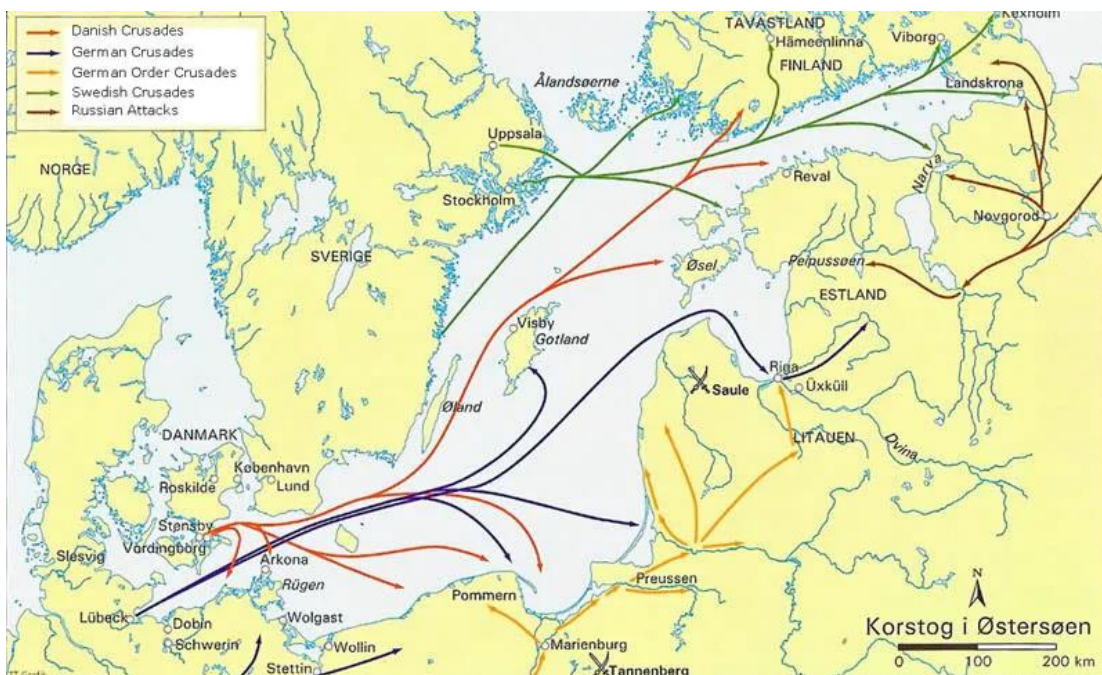 Danish Crusades
German Crusades
German Order Crusades
Swedish Crusades
Russian Attacks
TAVASTLAND
Hämeenlinna
FINLAND
Viborg
Kexholm
Landskrona
Ålandsøerne
Uppsala
NORGE
Stockholm
Narva
Reval
Novgorod
SVERIGE
Øsel
Peipussøen
ESTLAND
Visby
Gotland
Riga
Üxküll
Saule
Øland
LITAUEN
Dvina
DANMARK
København
Roskilde
Lund
Stensby
Vordingborg
Slesvig
Arkona
Rügen
Preussen
Pommern
N
Lübeck
Dobin
Schwerin
Wolgast
Wollin
Stettin
Marienburg
Tannenberg
Korstog i Østersøen
0 100 200 km